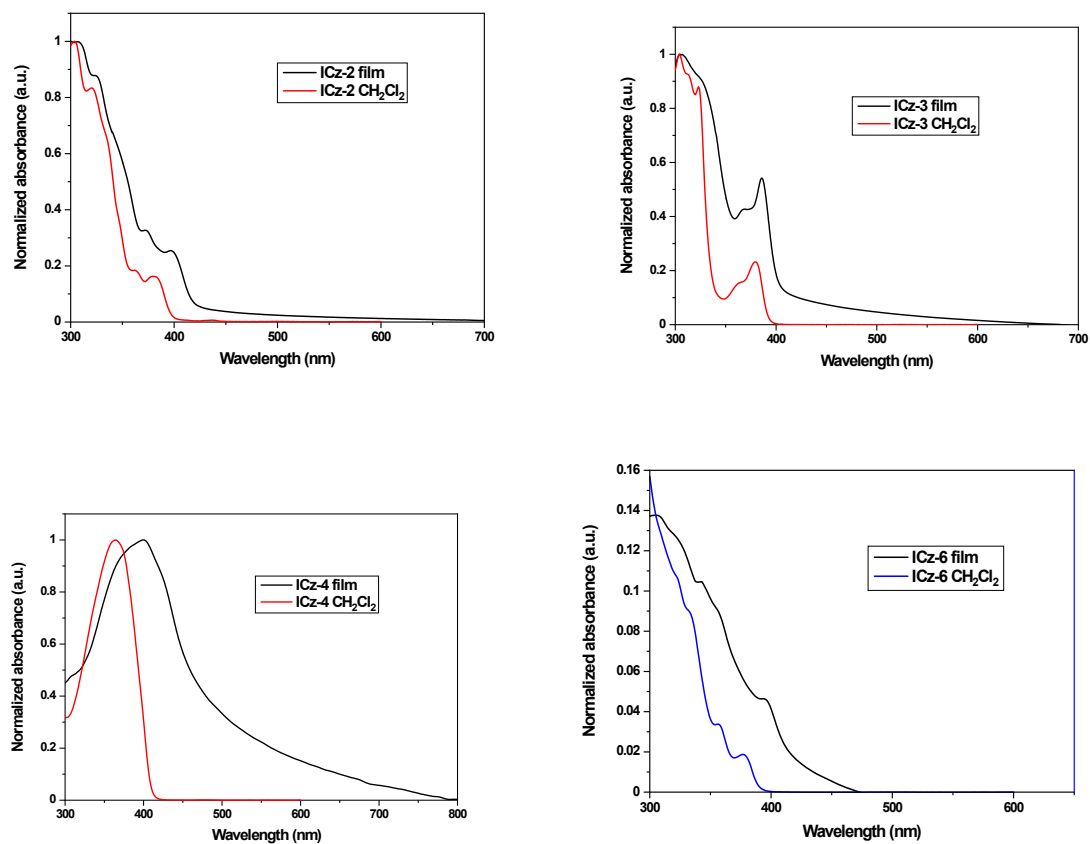 1
0.8
0.6
0.4
0.2
0
Normalized absorbance (a.u.)
ICz-2 film
ICz-2 CH₂Cl₂
300 400 500 600 700
Wavelength (nm)
1
0.8
0.6
0.4
0.2
0
Normalized absorbance (a.u.)
ICz-3 film
ICz-3 CH₂Cl₂
300 400 500 600 700
Wavelength (nm)
1
0.8
0.6
0.4
0.2
0
Normalized absorbance (a.u.)
ICz-4 film
ICz-4 CH₂Cl₂
300 400 500 600 700 800
Wavelength (nm)
0.16
0.14
0.12
0.10
0.08
0.06
0.04
0.02
0
Normalized absorbance (a.u.)
ICz-6 film
ICz-6 CH₂Cl₂
300 400 500 600
Wavelength (nm)